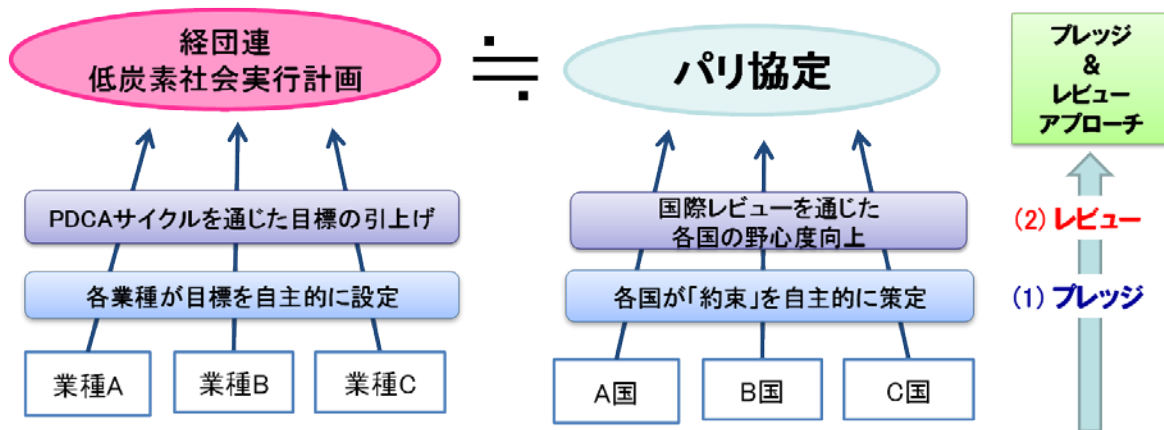 経団連
低炭素社会実行計画
≒
パリ協定
プレッジ
&
レビュー
アプローチ
PDCAサイクルを通じた目標の引上げ
国際レビューを通じた
各国の野心度向上
(2) レビュー
各業種が目標を自主的に設定
各国が「約束」を自主的に策定
(1) プレッジ
業種A
業種B
業種C
A国
B国
C国